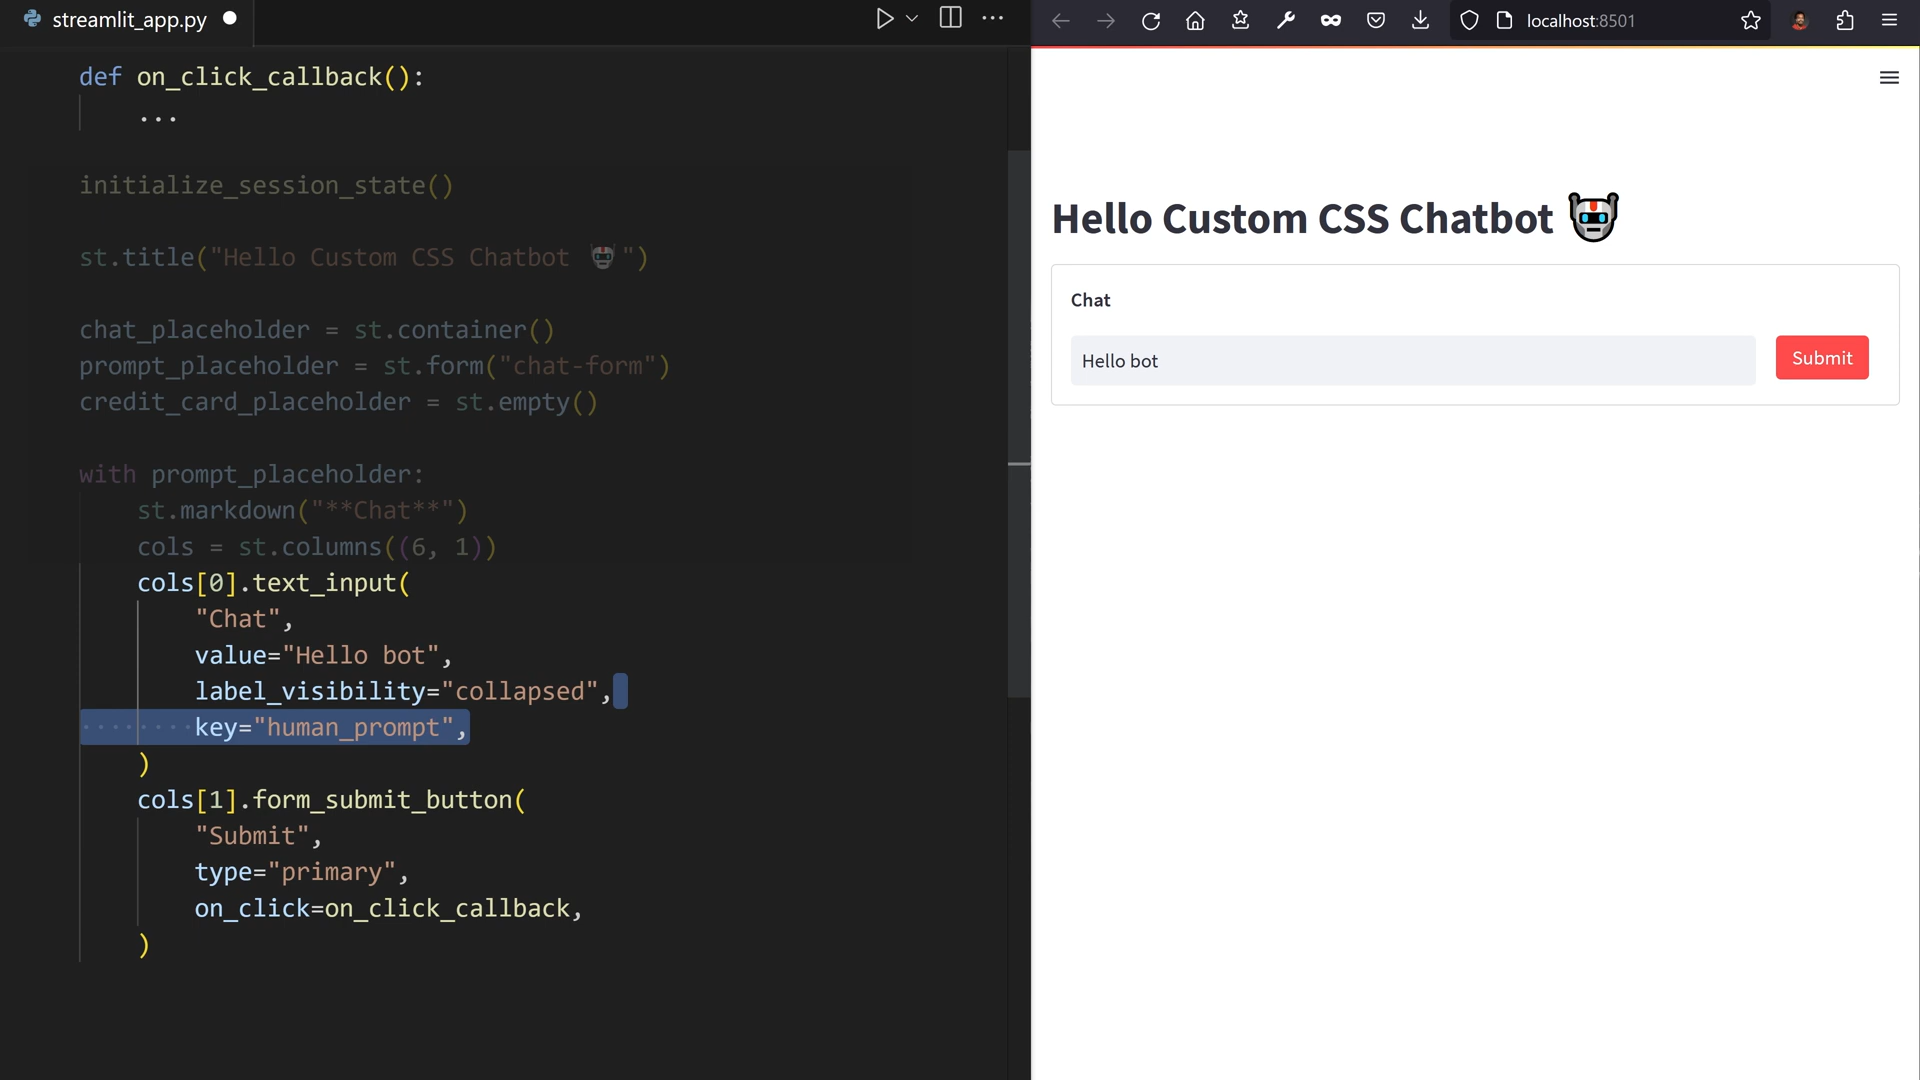 streamlit_app.py
def on_click_callback():
...
initialize_session_state()
st.title("Hello Custom CSS Chatbot 🤖")
chat_placeholder = st.container()
prompt_placeholder = st.form("chat-form")
credit_card_placeholder = st.empty()
with prompt_placeholder:
st.markdown("**Chat**")
cols = st.columns((6, 1))
cols[0].text_input(
"Chat",
value="Hello bot",
label_visibility="collapsed",
key="human_prompt",
)
cols[1].form_submit_button(
"Submit",
type="primary",
on_click=on_click_callback,
)
localhost:8501
Hello Custom CSS Chatbot 🤖
Chat
Hello bot
Submit